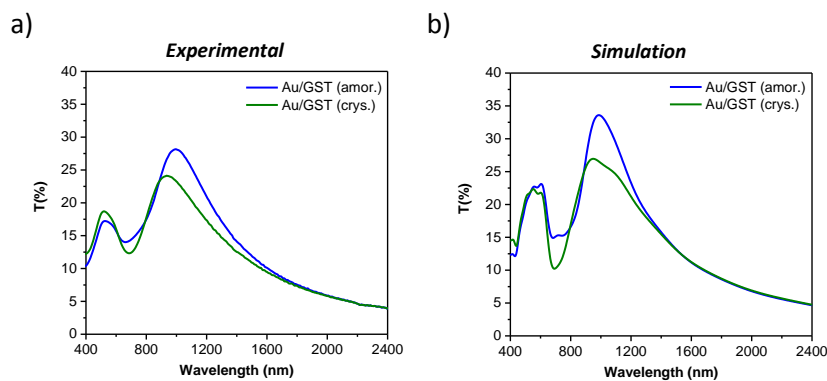 a)
Experimental
Au/GST (amor.)
Au/GST (crys.)
40
35
30
25
20
15
10
5
0
T(%)
400 800 1200 1600 2000 2400
Wavelength (nm)
b)
Simulation
Au/GST (amor.)
Au/GST (crys.)
40
35
30
25
20
15
10
5
0
T(%)
400 800 1200 1600 2000 2400
Wavelength (nm)